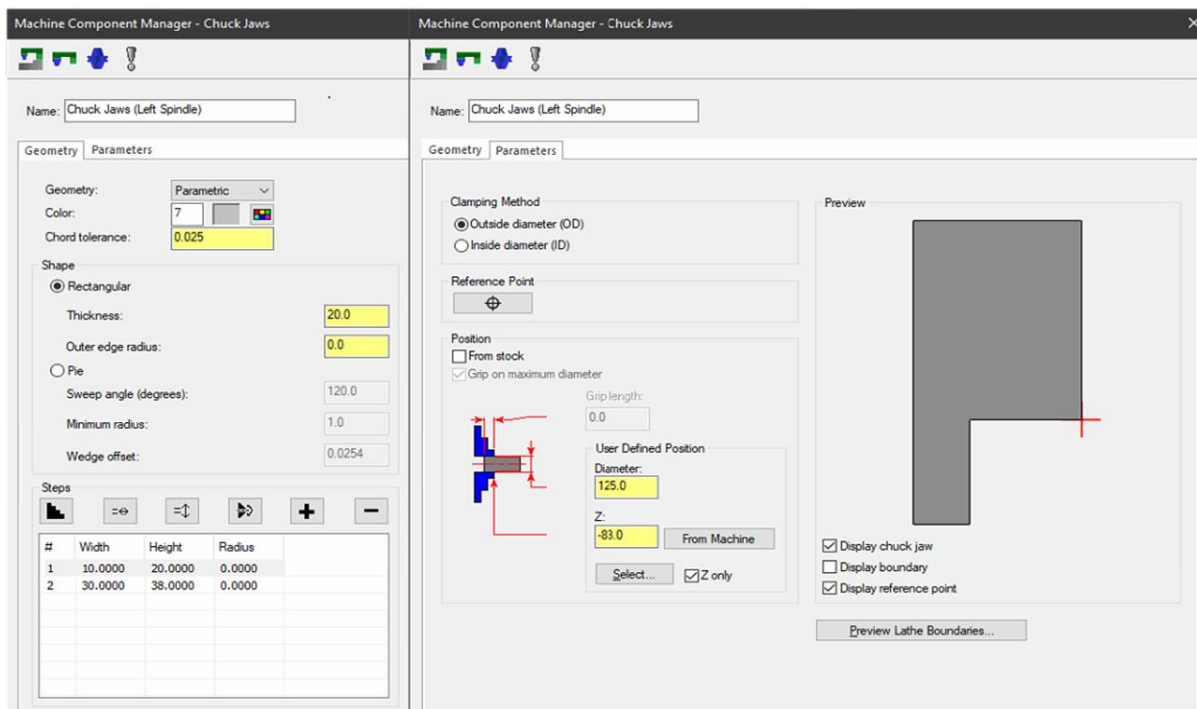 Machine Component Manager - Chuck Jaws
Name: Chuck Jaws (Left Spindle)
Geometry Parameters
Geometry: Parametric
Color: 7
Chord tolerance: 0.025
Shape
Rectangular
Thickness: 20.0
Outer edge radius: 0.0
Pie
Sweep angle (degrees): 120.0
Minimum radius: 1.0
Wedge offset: 0.0254
Steps
# Width Height Radius
1 10.0000 20.0000 0.0000
2 30.0000 38.0000 0.0000
Machine Component Manager - Chuck Jaws
Name: Chuck Jaws (Left Spindle)
Geometry Parameters
Clamping Method
Outside diameter (OD)
Inside diameter (ID)
Reference Point
Position
From stock
Grip on maximum diameter
Grip length:
0.0
User Defined Position
Diameter:
125.0
Z:
-83.0 From Machine
Select... Z only
Preview
Display chuck jaw
Display boundary
Display reference point
Preview Lathe Boundaries...